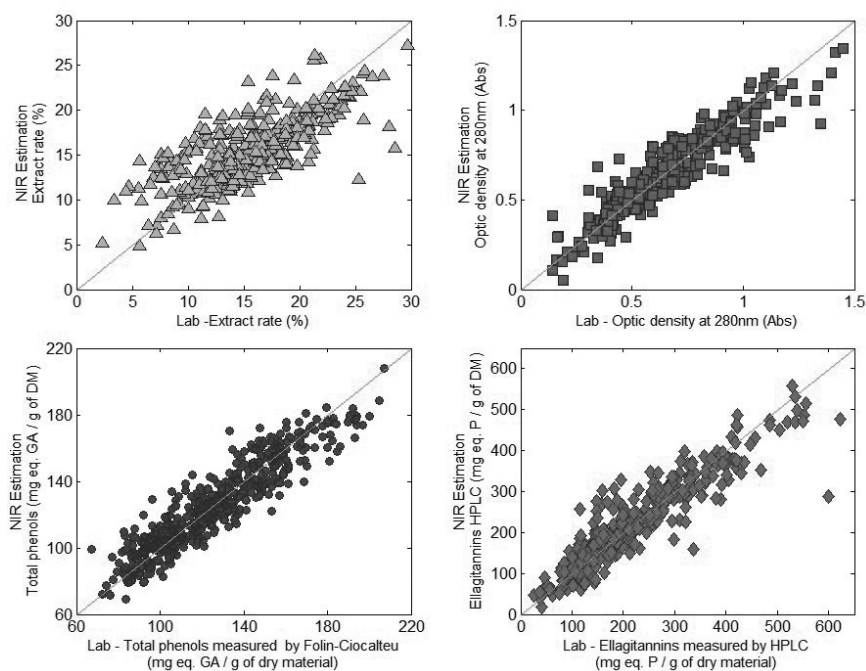 30
25
20
15
10
5
0
0 5 10 15 20 25 30
NIR Estimation
Extract rate (%)
Lab -Extract rate (%)
1.5
1
0.5
0
0 0.5 1 1.5
NIR Estimation
Optic density at 280nm (Abs)
Lab - Optic density at 280nm (Abs)
220
180
140
100
60
60 100 140 180 220
NIR Estimation
Total phenols (mg eq. GA / g of DM)
Lab - Total phenols measured by Folin-Ciocalteu
(mg eq. GA / g of dry material)
600
500
400
300
200
100
0
0 100 200 300 400 500 600
NIR Estimation
Ellagitannins HPLC (mg eq. P / g of DM)
Lab - Ellagitannins measured by HPLC
(mg eq. P / g of dry material)